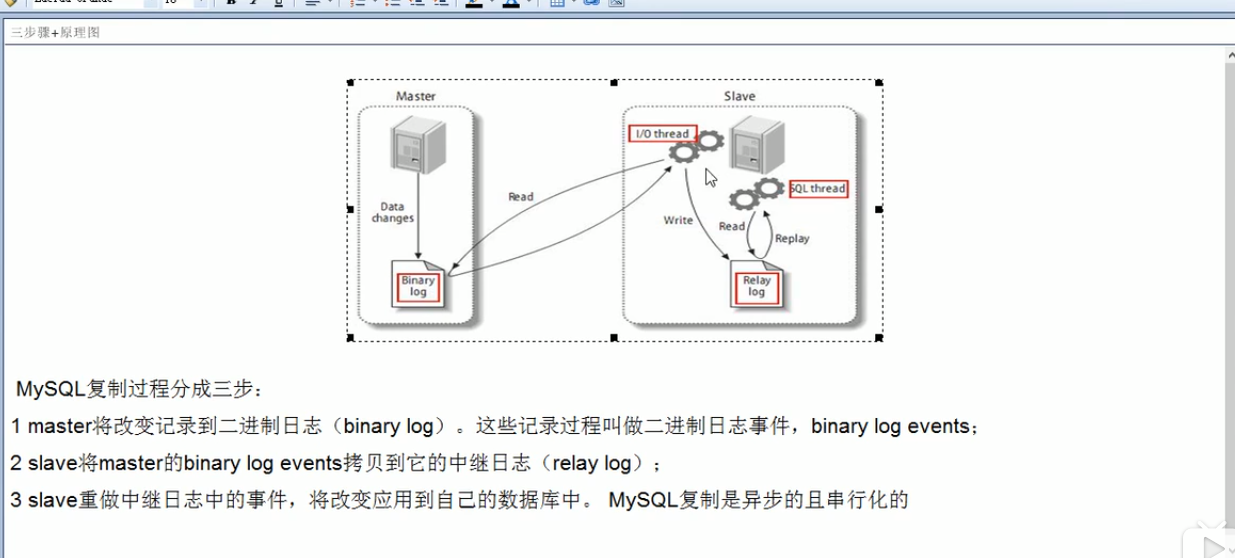 三步骤+原理图
Master
Slave
I/O thread
SQL thread
Read
Data
changes
Write
Read
Replay
Binary
log
Relay
log
MySQL复制过程分成三步：
1 master将改变记录到二进制日志（binary log）。这些记录过程叫做二进制日志事件，binary log events；
2 slave将master的binary log events拷贝到它的中继日志（relay log）；
3 slave重做中继日志中的事件，将改变应用到自己的数据库中。 MySQL复制是异步的且串行化的